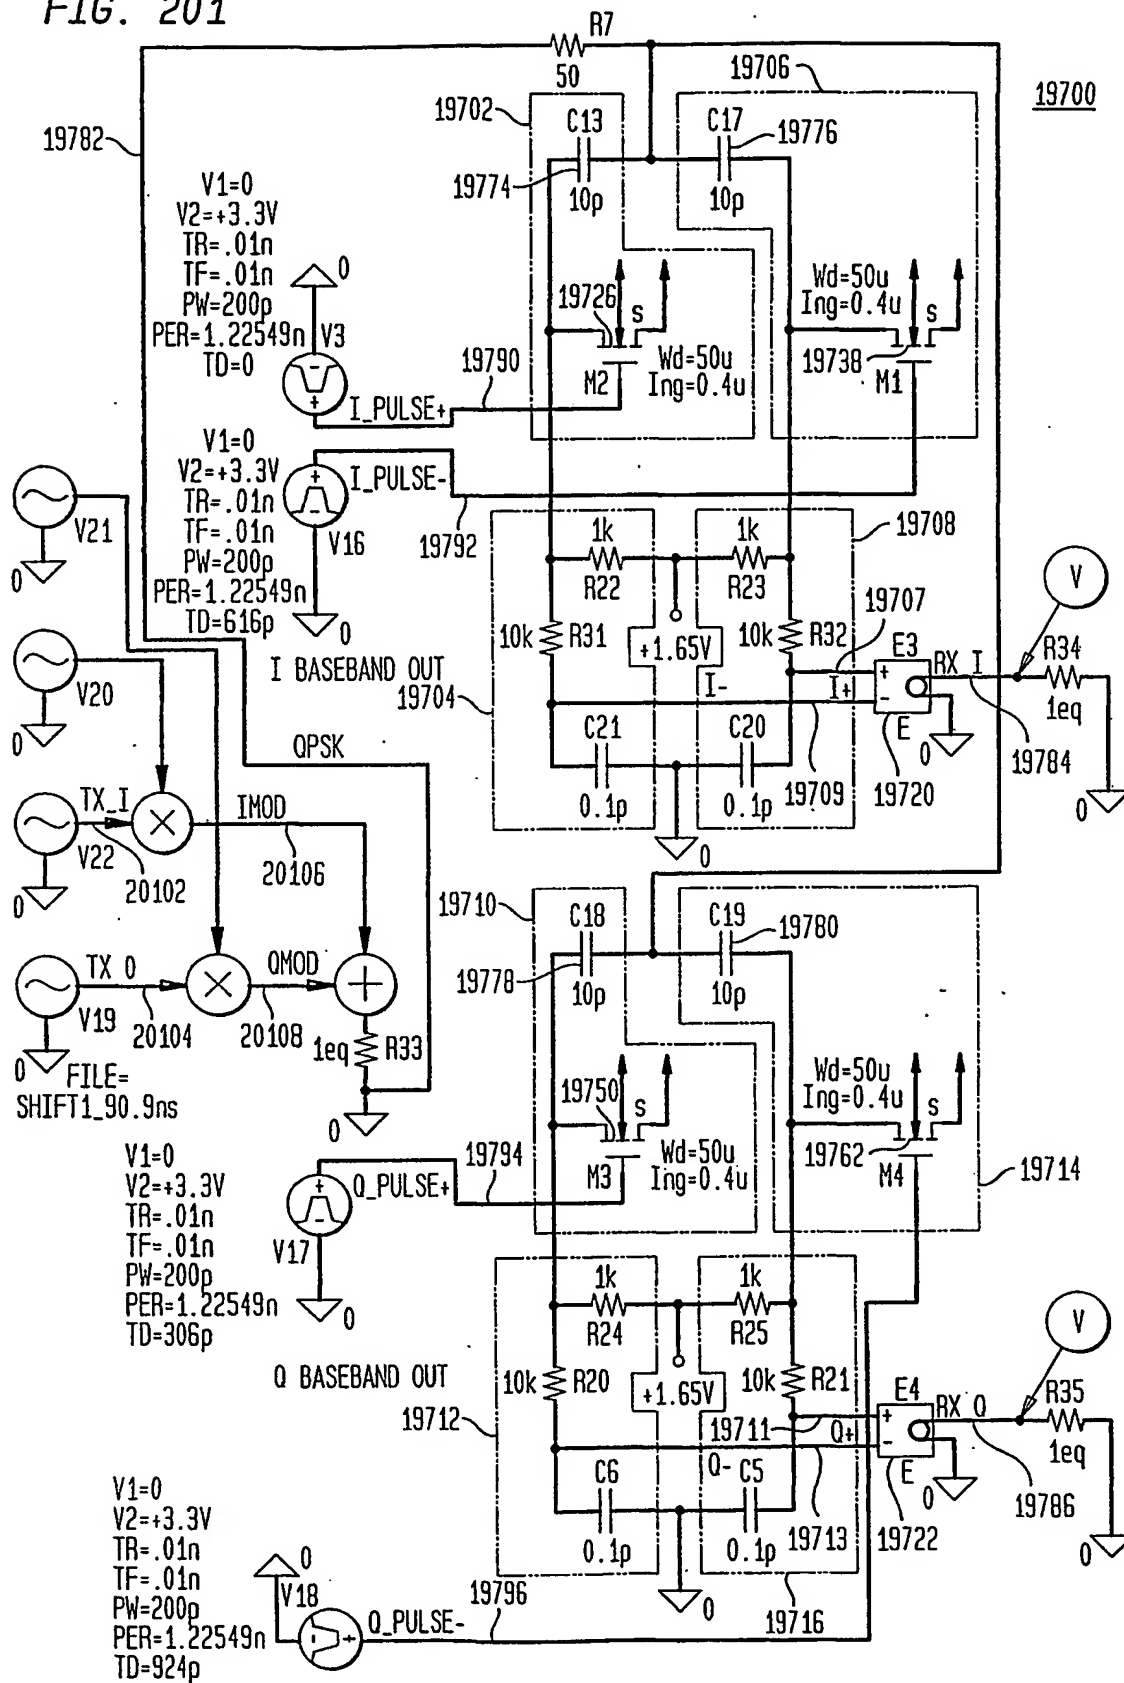 FIG. 201
R7
50
19706
19700
19702
C13
C17
19776
19782
19774
10p
10p
V1=0
V2=+3.3V
TR=.01n
TF=.01n
PW=200p
PER=1.22549n
TD=0
0
V3
19726
S
M2
Wd=50u
Ing=0.4u
Wd=50u
Ing=0.4u
S
19738
M1
19790
I_PULSE+
V1=0
V2=+3.3V
TR=.01n
TF=.01n
PW=200p
PER=1.22549n
TD=616p
I_PULSE-
V16
0
19792
V21
0
1k
R22
1k
R23
19708
V
10k
R31
+1.65V
10k
R32
19707
E3
RX_I
R34
I BASEBAND OUT
19704
I-
I+
+
-
1eq
V20
0
E
0
19784
QPSK
C21
C20
19709
19720
0.1p
0.1p
0
0
TX_I
IMOD
V22
20102
20106
0
19710
C18
C19
19780
19778
10p
10p
TX_Q
QMOD
V19
20104
20108
1eq
R33
0
FILE=
SHIFT1_90.9ns
0
19750
S
M3
Wd=50u
Ing=0.4u
Wd=50u
Ing=0.4u
S
19762
M4
19714
V1=0
V2=+3.3V
TR=.01n
TF=.01n
PW=200p
PER=1.22549n
TD=306p
Q_PULSE+
19794
V17
0
1k
R24
1k
R25
V
Q BASEBAND OUT
10k
R20
+1.65V
10k
R21
E4
RX_Q
R35
19712
19711
Q+
+
-
1eq
Q-
E
0
19786
C6
C5
19713
19722
0.1p
0.1p
0
0
V1=0
V2=+3.3V
TR=.01n
TF=.01n
PW=200p
PER=1.22549n
TD=924p
0
V18
Q_PULSE-
19796
19716